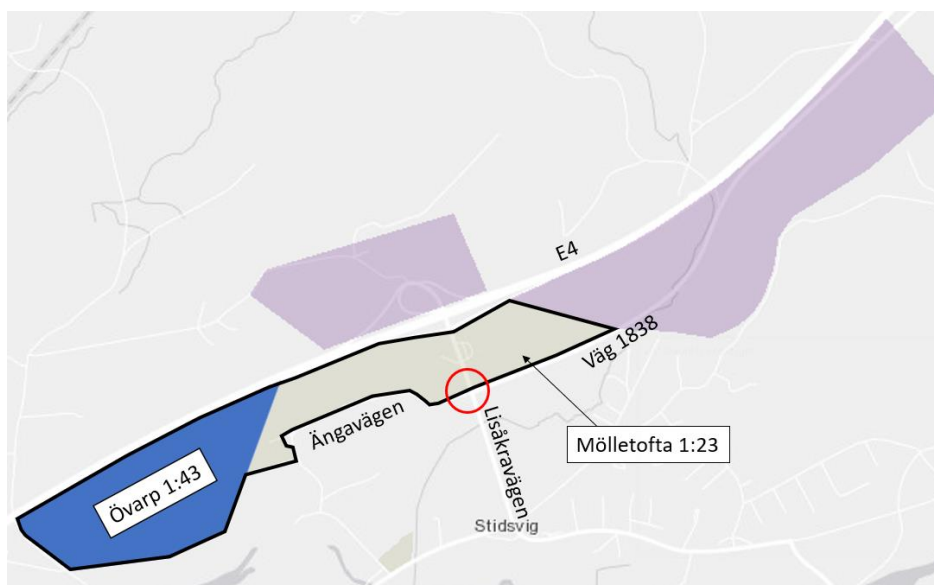 E4
Väg 1838
Ängavägen
Lisåkravägen
Mölletofta 1:23
Övarp 1:43
Stidsvig